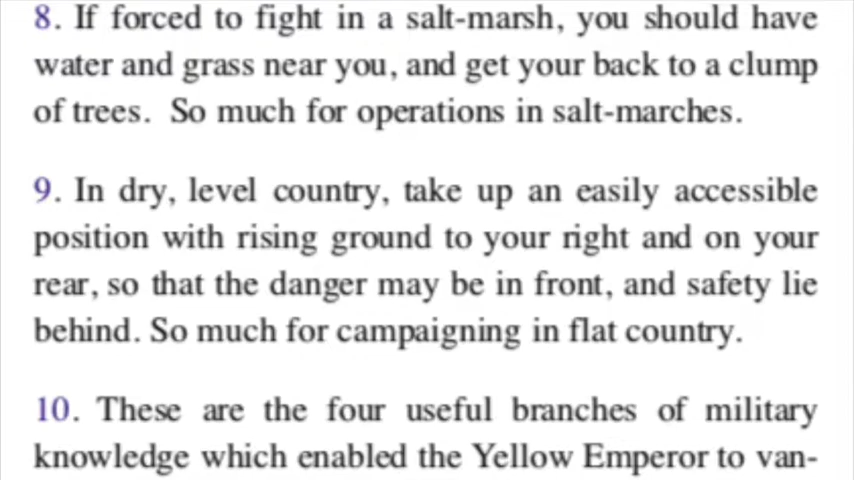 8. If forced to fight in a salt-marsh, you should have
water and grass near you, and get your back to a clump
of trees. So much for operations in salt-marches.
9. In dry, level country, take up an easily accessible
position with rising ground to your right and on your
rear, so that the danger may be in front, and safety lie
behind. So much for campaigning in flat country.
10. These are the four useful branches of military
knowledge which enabled the Yellow Emperor to van-